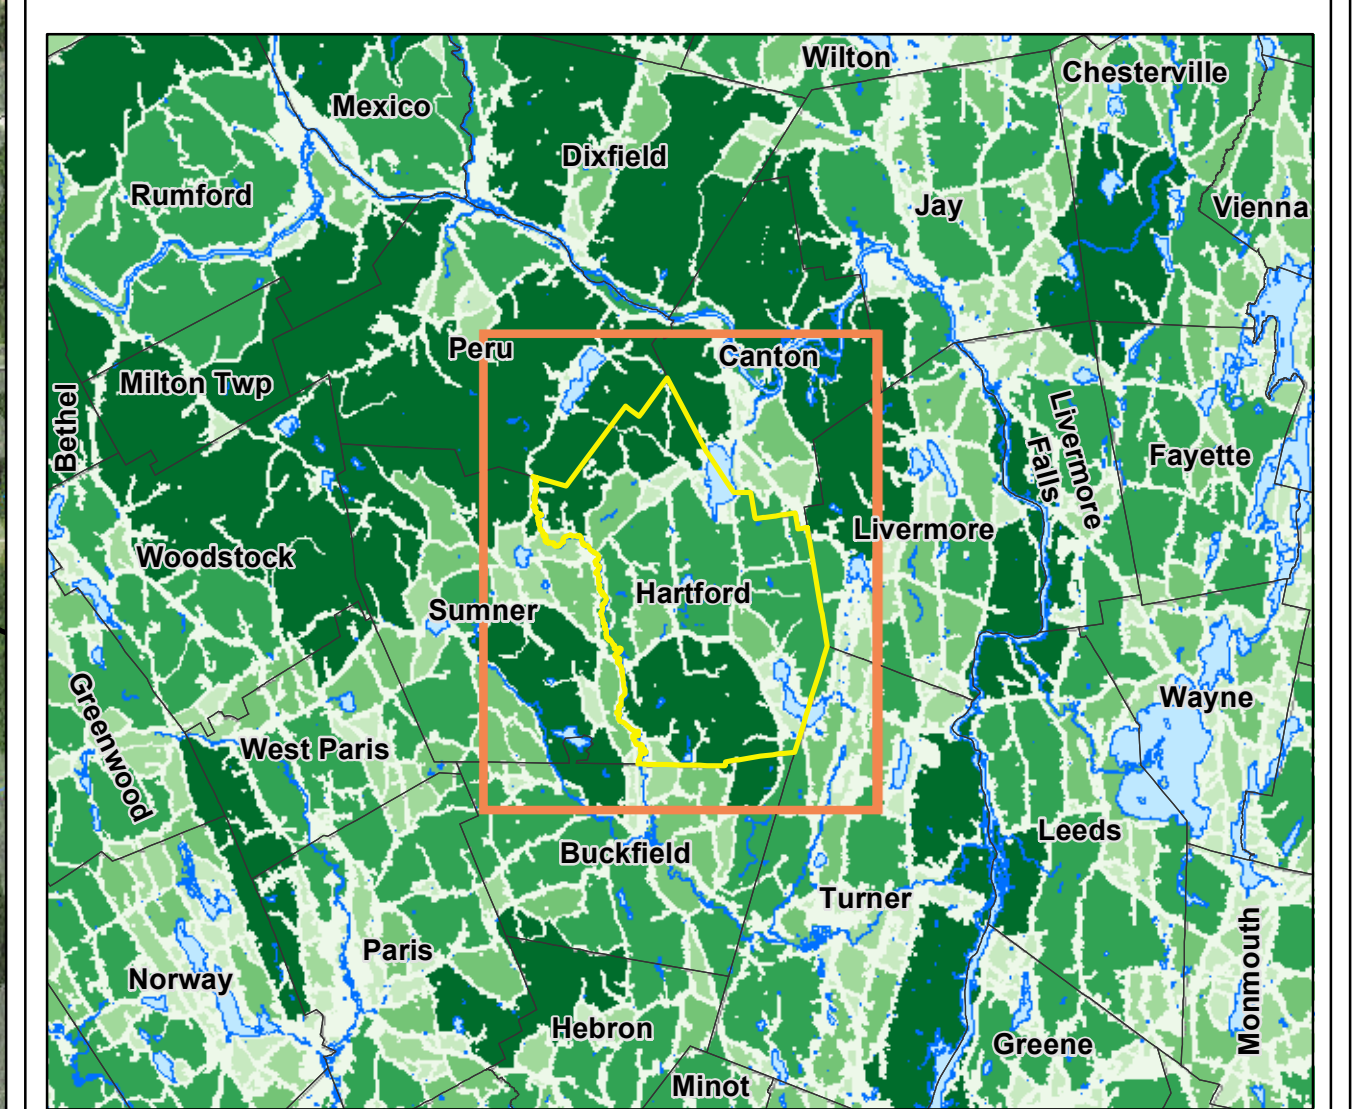 Wilton
Chesterville
Mexico
Dixfield
Rumford
Jay
Vienna
Peru
Canton
Milton Twp
Bethel
Livermore
Falls
Fayette
Livermore
Woodstock
Hartford
Sumner
Greenwood
Wayne
West Paris
Leeds
Buckfield
Turner
Paris
Norway
Monmouth
Hebron
Greene
Minot